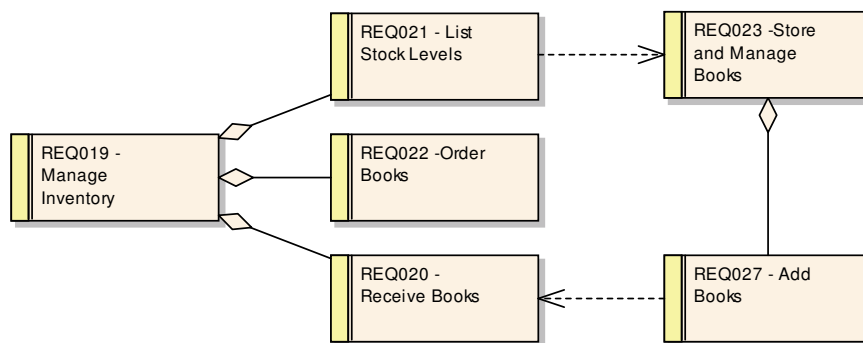 REQ021 - List
Stock Levels
REQ023 -Store
and Manage
Books
REQ019 -
Manage
Inventory
REQ022 -Order
Books
REQ020 -
Receive Books
REQ027 - Add
Books